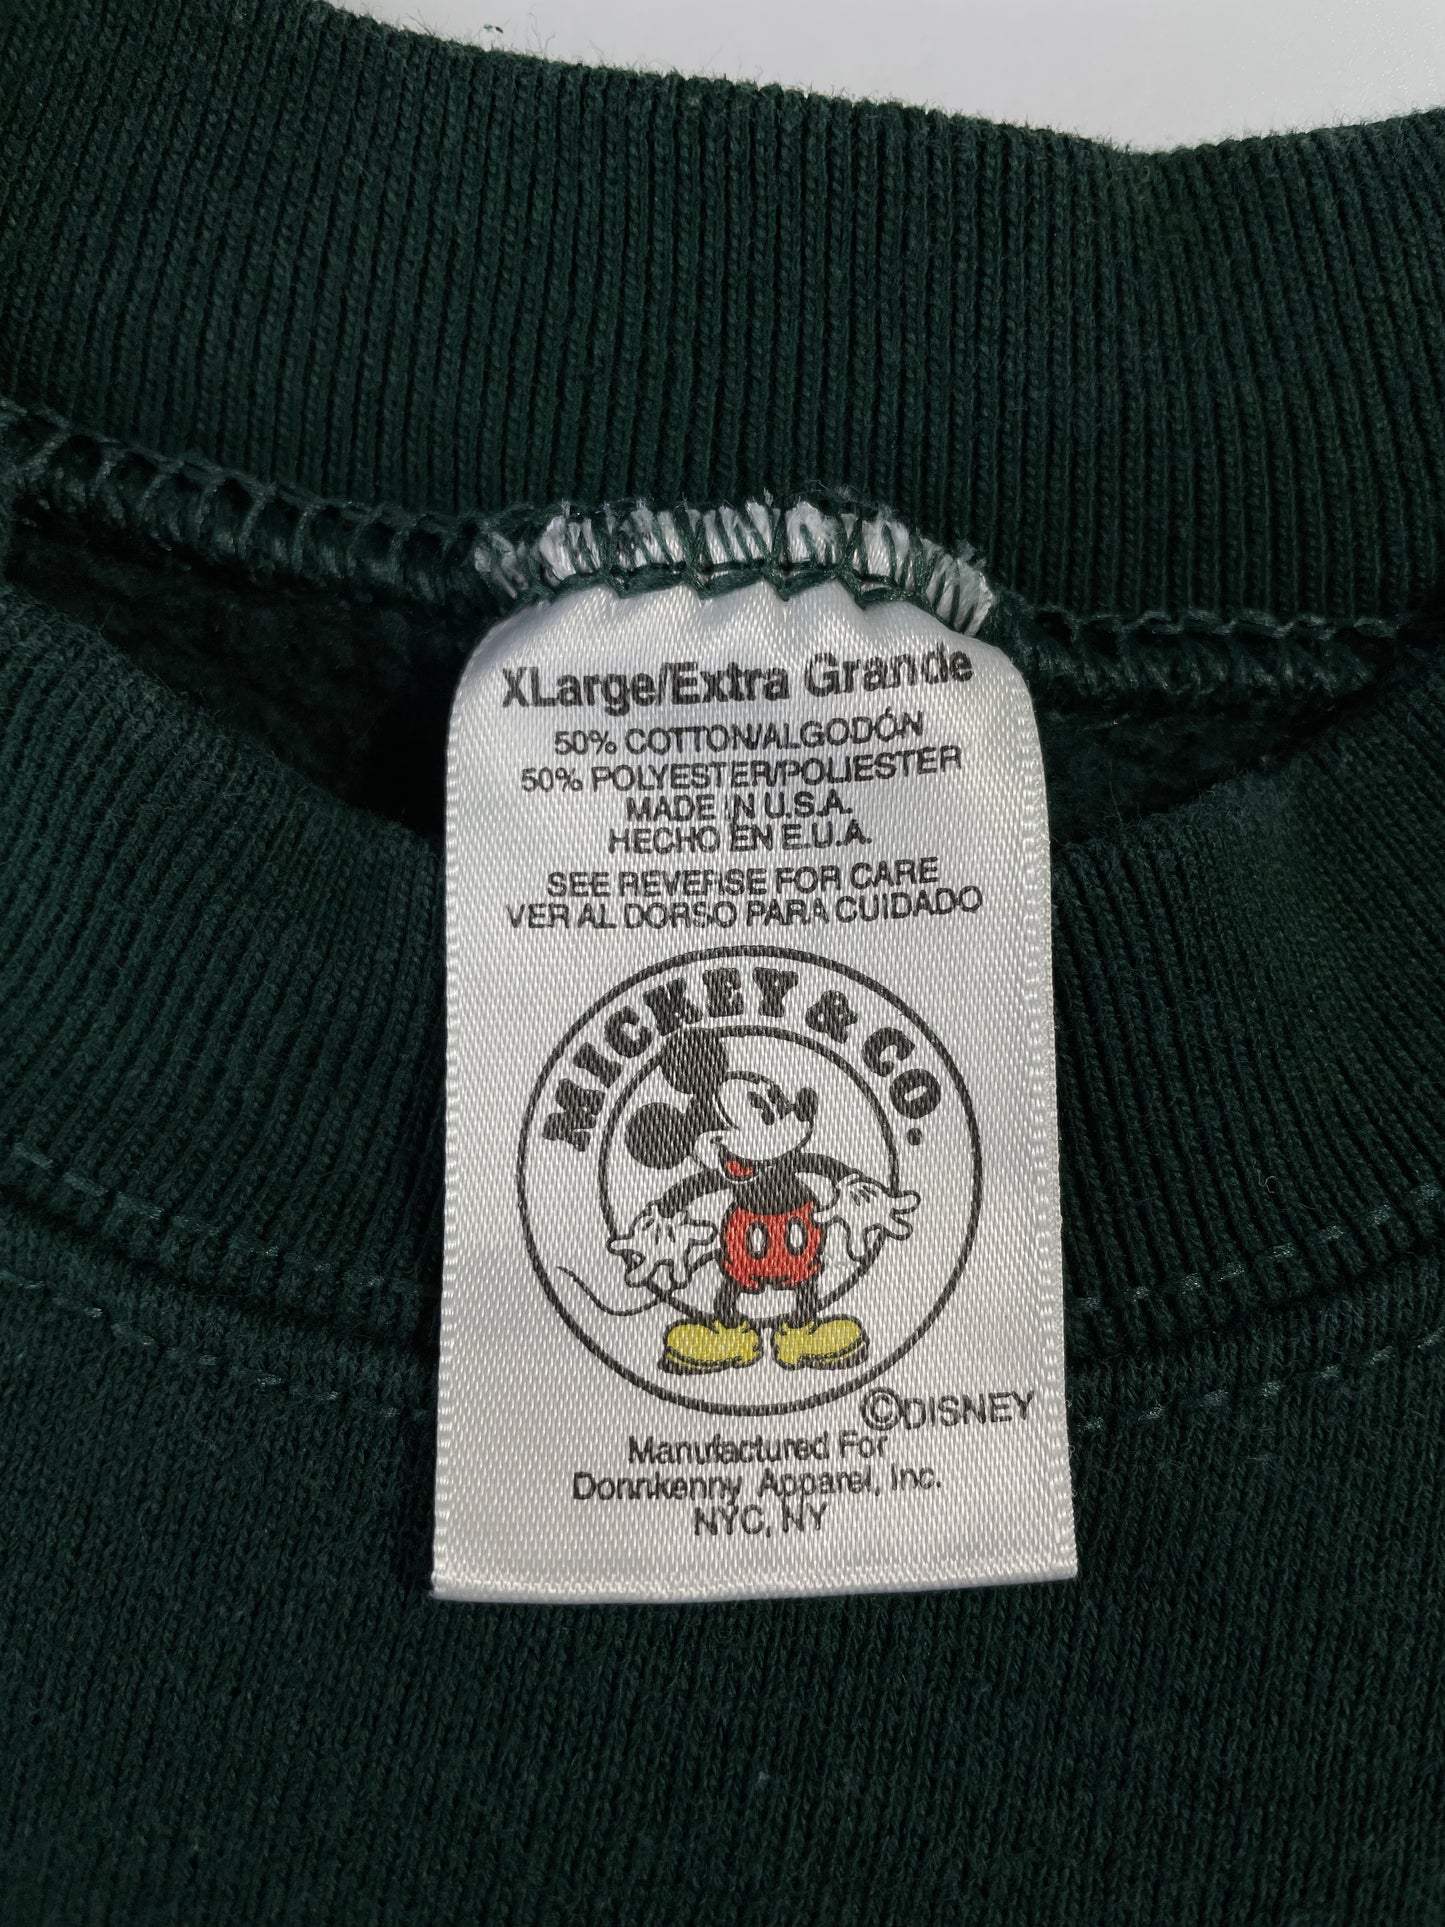 XLarge/Extra Grande
50% COTTON/ALGODÓN
50% POLYESTER/POLIESTER
MADE IN U.S.A.
HECHO EN E.U.A.
SEE REVERSE FOR CARE
VER AL DORSO PARA CUIDADO
MICKEY & CO.
©DISNEY
Manufactured For
Donnkenny Apparel, Inc.
NYC, NY